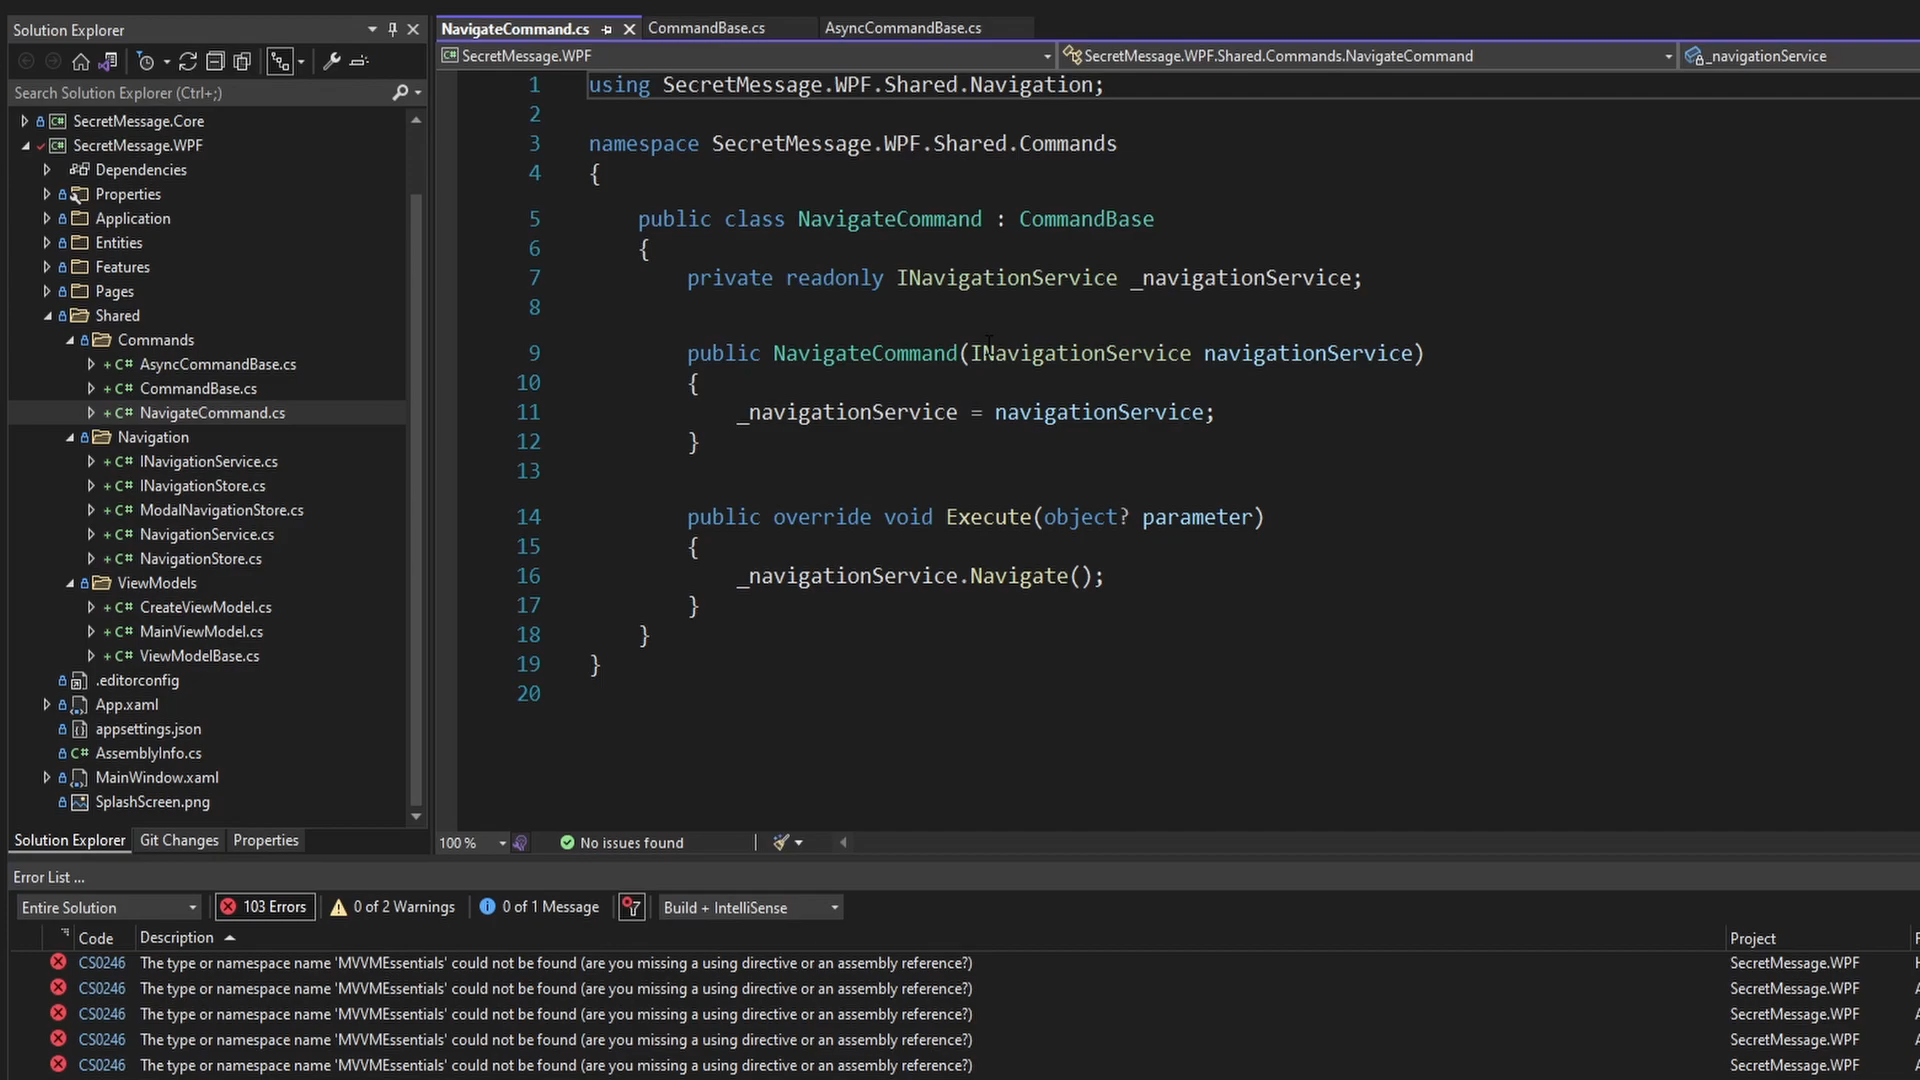 Solution Explorer
Search Solution Explorer (Ctrl+;)
SecretMessage.Core
SecretMessage.WPF
Dependencies
Properties
Application
Entities
Features
Pages
Shared
Commands
AsyncCommandBase.cs
CommandBase.cs
NavigateCommand.cs
Navigation
INavigationService.cs
INavigationStore.cs
ModalNavigationStore.cs
NavigationService.cs
NavigationStore.cs
ViewModels
CreateViewModel.cs
MainViewModel.cs
ViewModelBase.cs
.editorconfig
App.xaml
appsettings.json
AssemblyInfo.cs
MainWindow.xaml
SplashScreen.png
Solution Explorer Git Changes Properties
NavigateCommand.cs CommandBase.cs AsyncCommandBase.cs
SecretMessage.WPF SecretMessage.WPF.Shared.Commands.NavigateCommand _navigationService
1 using SecretMessage.WPF.Shared.Navigation;
2
3 namespace SecretMessage.WPF.Shared.Commands
4 {
5 public class NavigateCommand : CommandBase
6 {
7 private readonly INavigationService _navigationService;
8
9 public NavigateCommand(INavigationService navigationService)
10 {
11 _navigationService = navigationService;
12 }
13
14 public override void Execute(object? parameter)
15 {
16 _navigationService.Navigate();
17 }
18 }
19 }
20
100 % No issues found
Error List ...
Entire Solution 103 Errors 0 of 2 Warnings 0 of 1 Message Build + IntelliSense
Code Description Project
CS0246 The type or namespace name 'MVVMEssentials' could not be found (are you missing a using directive or an assembly reference?) SecretMessage.WPF
CS0246 The type or namespace name 'MVVMEssentials' could not be found (are you missing a using directive or an assembly reference?) SecretMessage.WPF
CS0246 The type or namespace name 'MVVMEssentials' could not be found (are you missing a using directive or an assembly reference?) SecretMessage.WPF
CS0246 The type or namespace name 'MVVMEssentials' could not be found (are you missing a using directive or an assembly reference?) SecretMessage.WPF
CS0246 The type or namespace name 'MVVMEssentials' could not be found (are you missing a using directive or an assembly reference?) SecretMessage.WPF